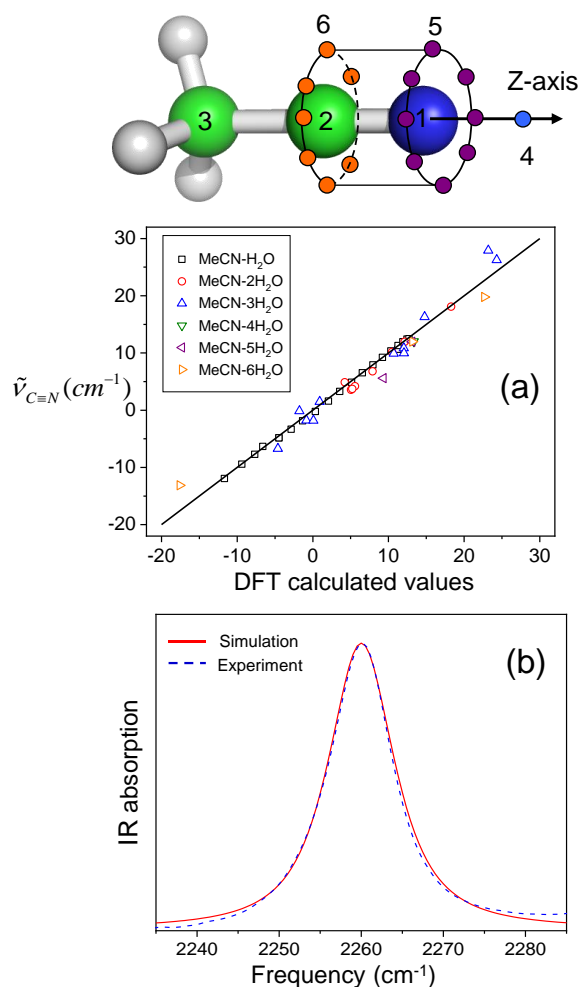 6 5
Z-axis
3 2 1
4
30
20
10
0
-10
-20
MeCN-H₂O
MeCN-2H₂O
MeCN-3H₂O
MeCN-4H₂O
MeCN-5H₂O
MeCN-6H₂O
(a)
ν̃_C≡N (cm⁻¹)
-20 -10 0 10 20 30
DFT calculated values
Simulation
Experiment
(b)
IR absorption
2240 2250 2260 2270 2280
Frequency (cm⁻¹)